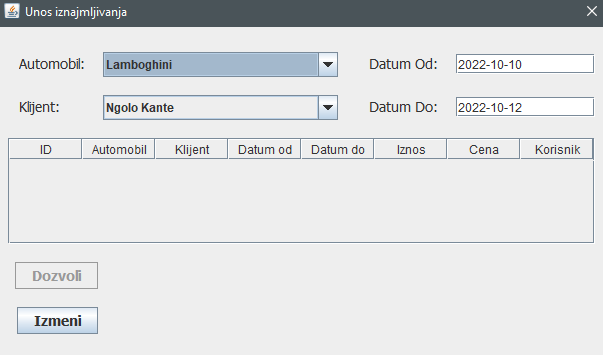 Unos iznajmljivanja
Automobil: Lamboghini Datum Od: 2022-10-10
Klijent: Ngolo Kante Datum Do: 2022-10-12
ID Automobil Klijent Datum od Datum do Iznos Cena Korisnik
Dozvoli
Izmeni